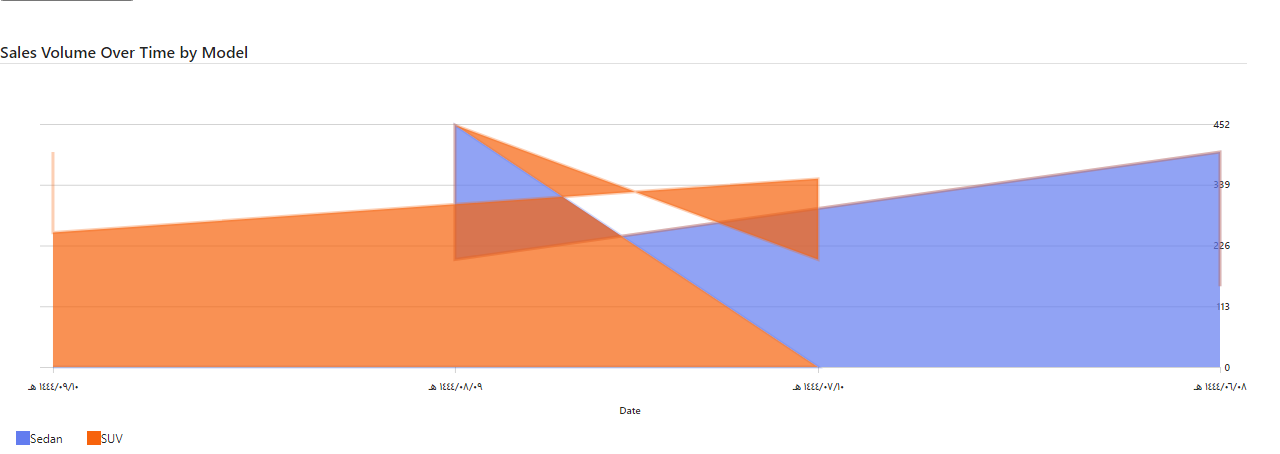 Sales Volume Over Time by Model
452
339
226
113
0
١٤٤٤/٠٩/١٠ هـ
١٤٤٤/٠٨/٠٩ هـ
١٤٤٤/٠٧/١٠ هـ
١٤٤٤/٠٦/٠٨ هـ
Date
Sedan
SUV